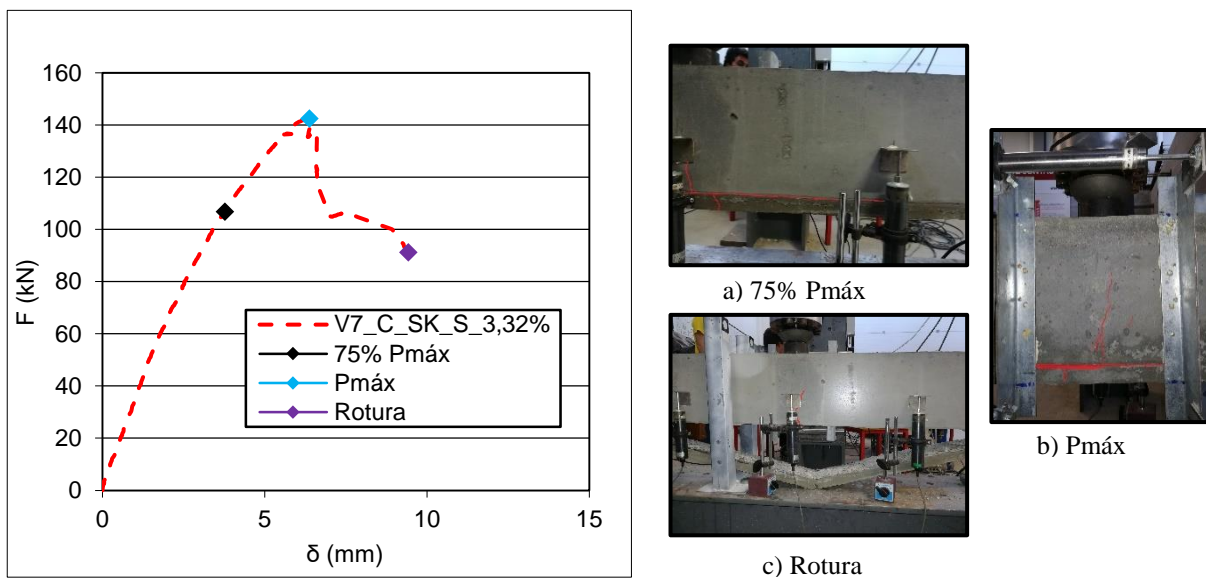 160
140
120
100
80
60
40
20
0
F (kN)
0 5 10 15
δ (mm)
V7_C_SK_S_3,32%
75% Pmáx
Pmáx
Rotura
a) 75% Pmáx
b) Pmáx
c) Rotura